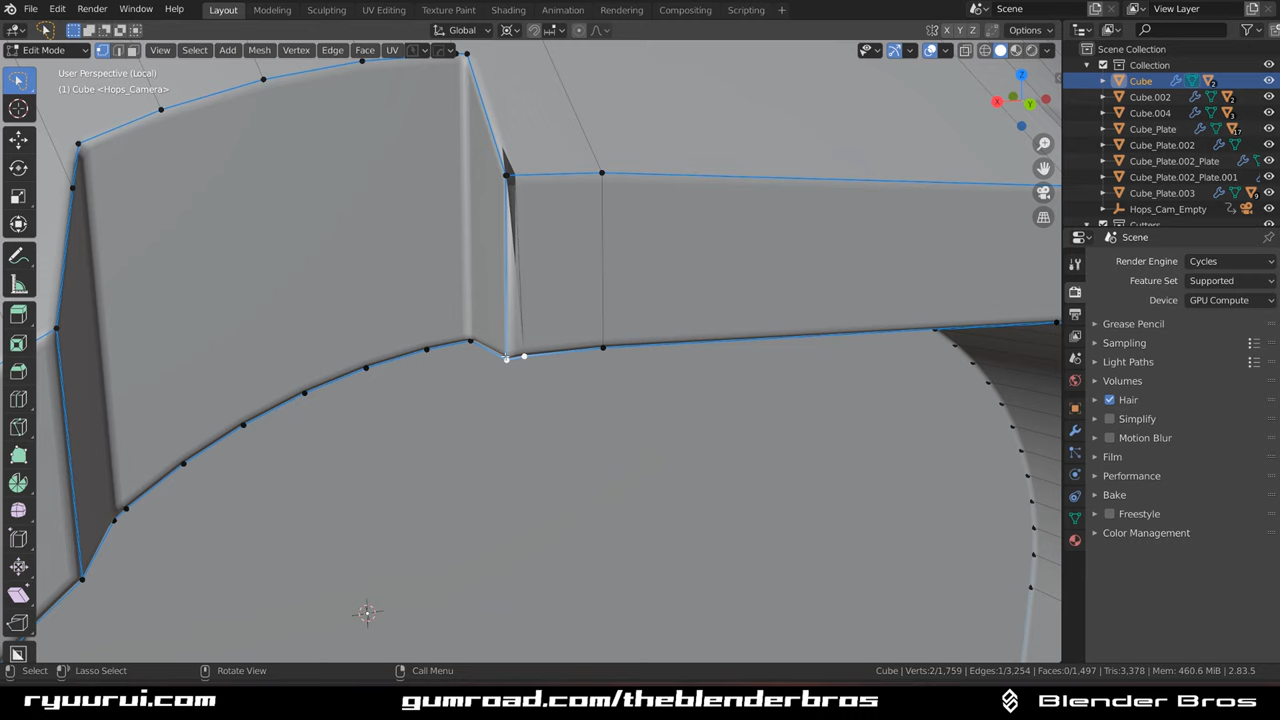 File Edit Render Window Help Layout Modeling Sculpting UV Editing Texture Paint Shading Animation Rendering Compositing Scripting Scene View Layer
Global X Y Z
Edit Mode View Select Add Mesh Vertex Edge Face UV
User Perspective (Local)
(1) Cube <Hops_Camera>
X
Y
Z
Scene Collection
Collection
Cube 2
Cube.002 2
Cube.004 3
Cube_Plate 17
Cube_Plate.002
Cube_Plate.002_Plate
Cube_Plate.002_Plate.001
Cube_Plate.003 9
Hops_Cam_Empty
Cutters
Scene
Render Engine Cycles
Feature Set Supported
Device GPU Compute
Grease Pencil
Sampling
Light Paths
Volumes
Hair
Simplify
Motion Blur
Film
Performance
Bake
Freestyle
Color Management
Select Lasso Select Rotate View Call Menu Cube | Verts:2/1,759 | Edges:1/3,254 | Faces:0/1,497 | Tris:3,378 | Mem: 460.6 MiB | 2.83.5
ryuurui.com gumroad.com/theblenderbros Blender Bros